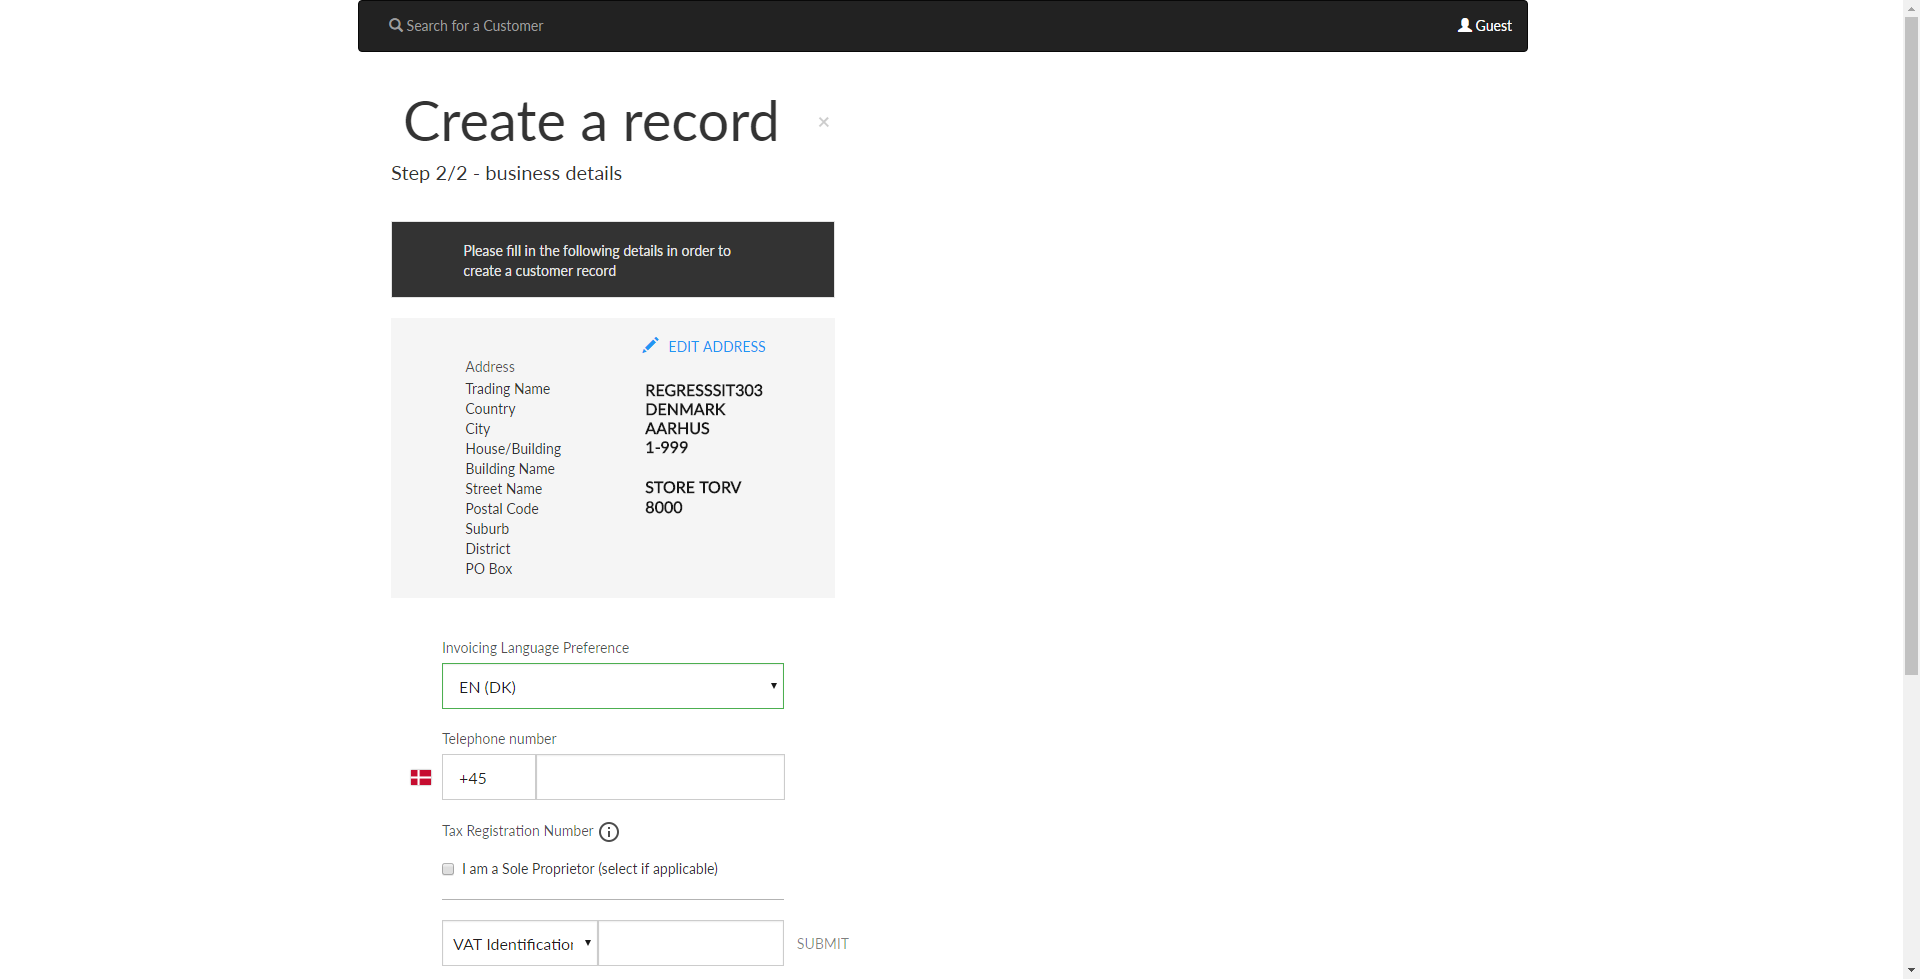 Search for a Customer
Guest
Create a record
×
Step 2/2 - business details
Please fill in the following details in order to
create a customer record
EDIT ADDRESS
Address
Trading Name REGRESSSIT303
Country DENMARK
City AARHUS
House/Building 1-999
Building Name
Street Name STORE TORV
Postal Code 8000
Suburb
District
PO Box
Invoicing Language Preference
EN (DK)
Telephone number
+45
Tax Registration Number
I am a Sole Proprietor (select if applicable)
VAT Identification SUBMIT